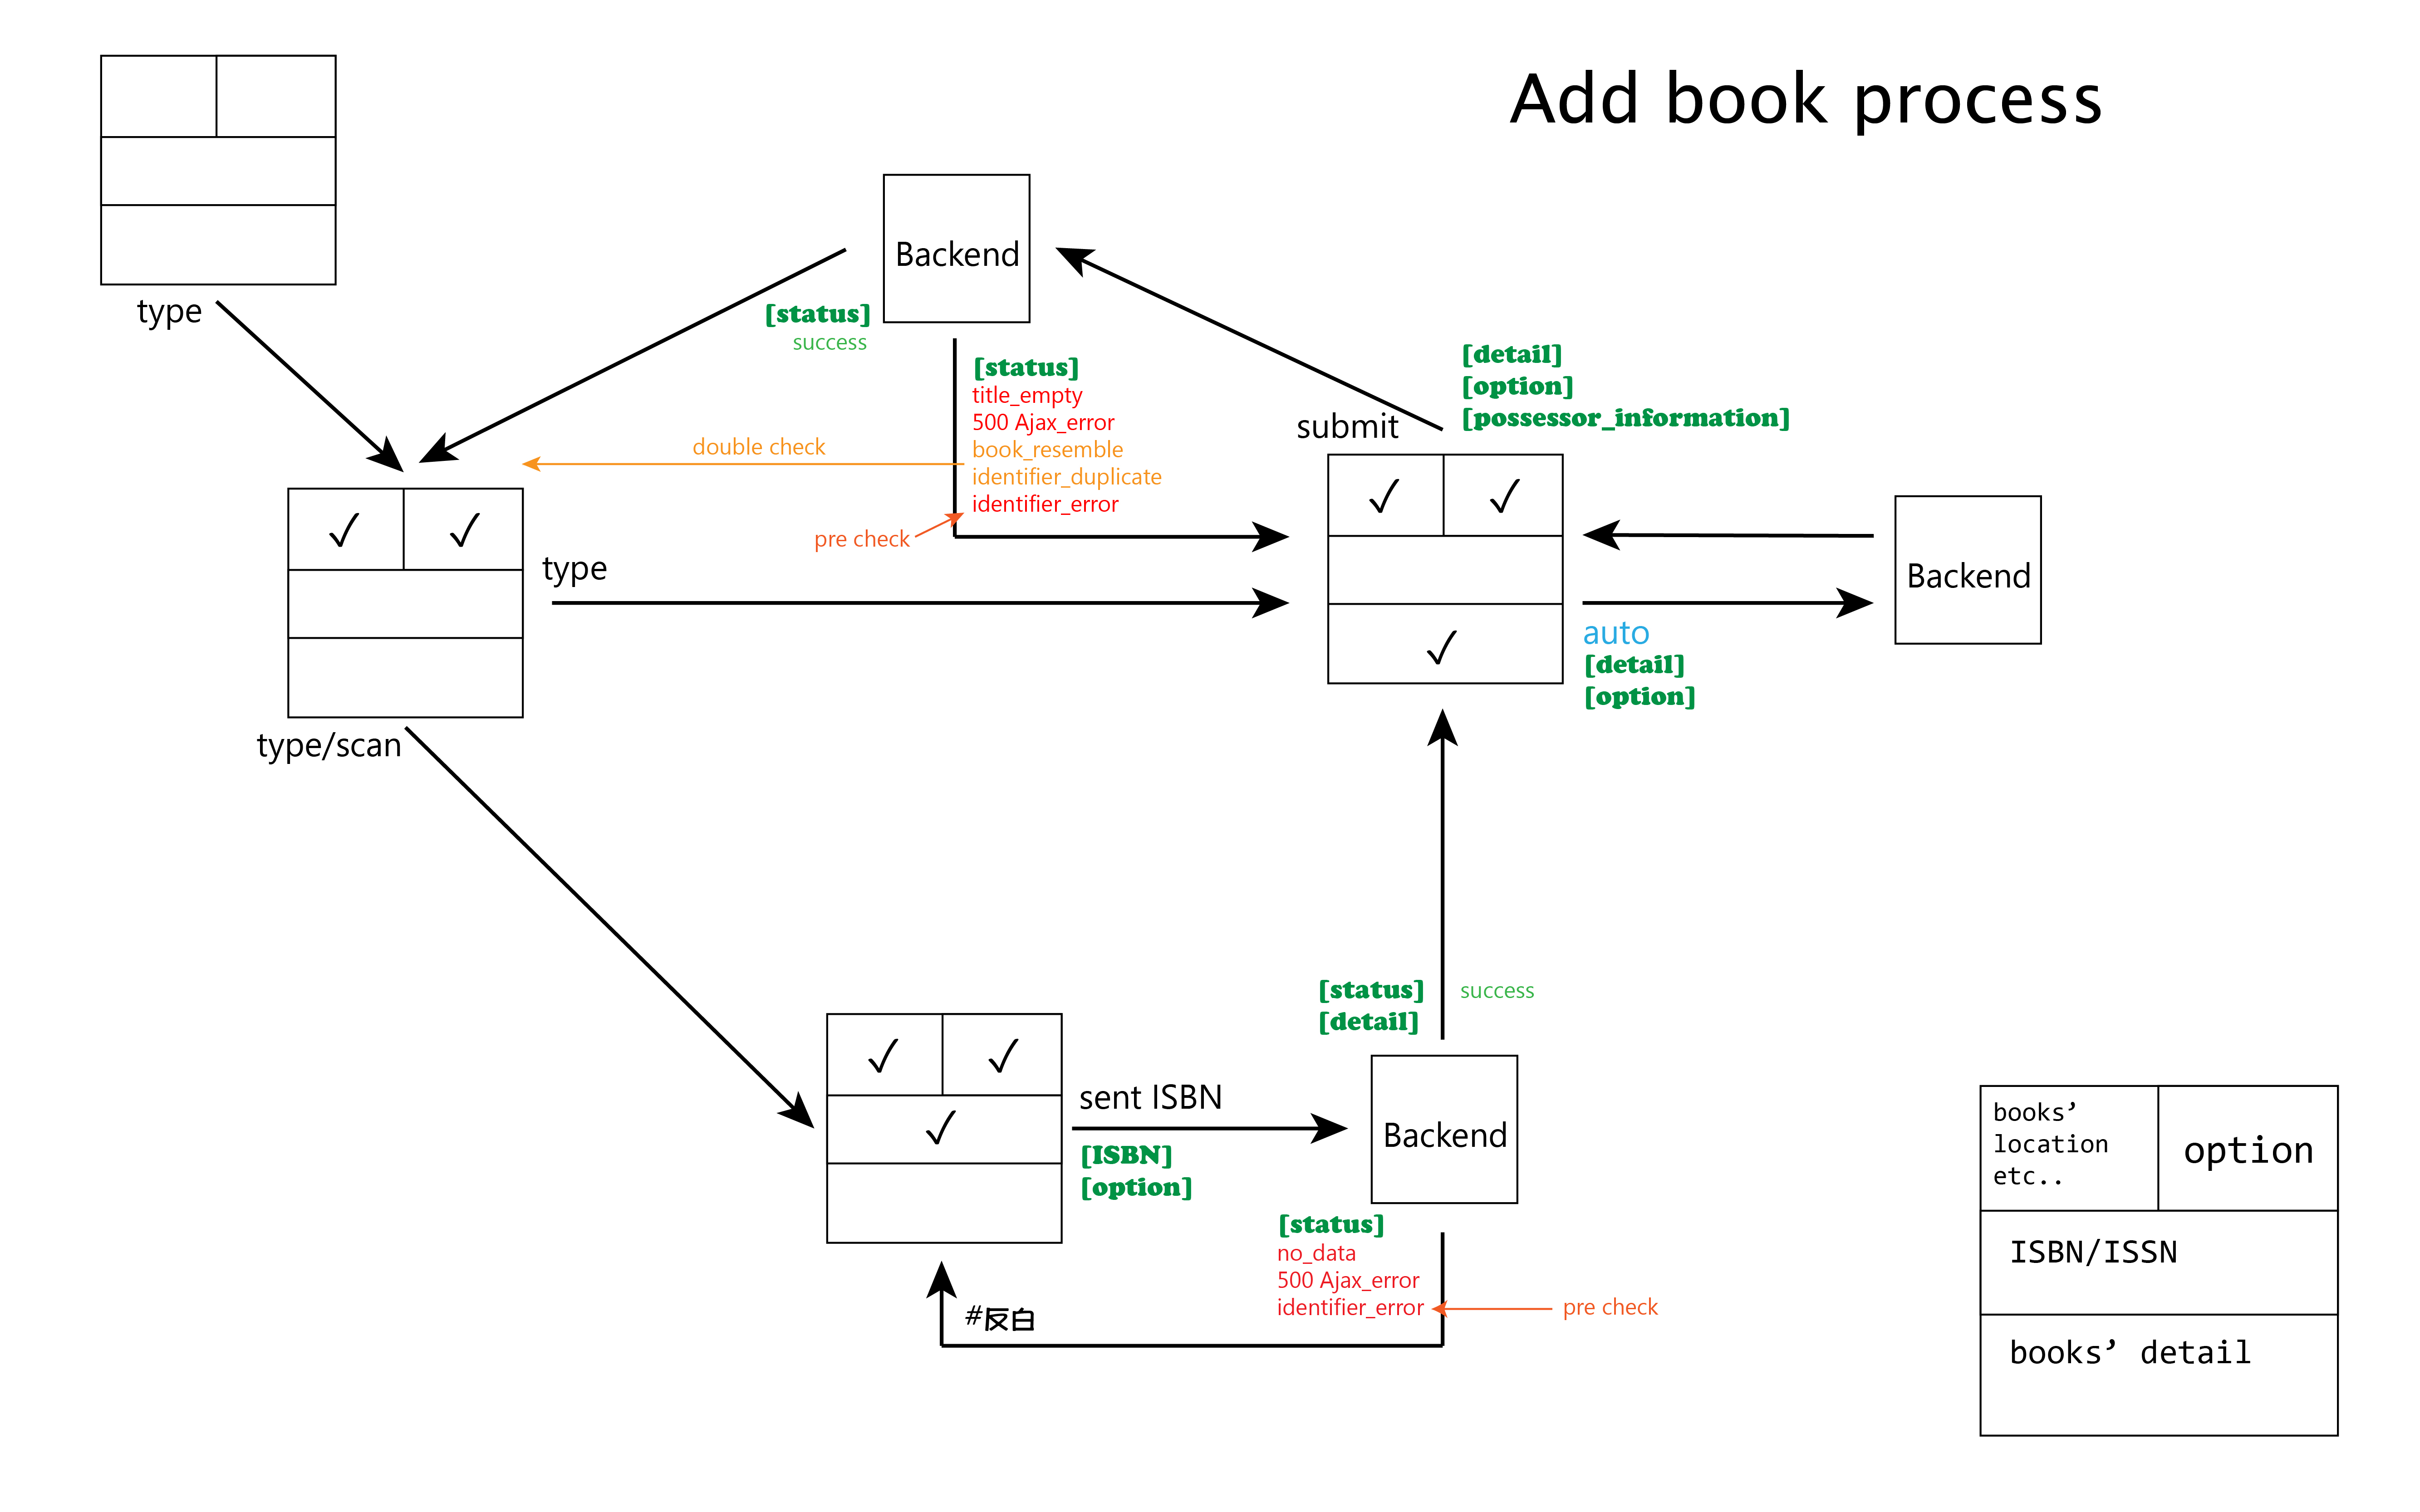 Add book process
type
Backend
[status]
success
[status]
title_empty
500 Ajax_error
book_resemble
identifier_duplicate
identifier_error
double check
pre check
[detail]
[option]
[possessor_information]
submit
✓ ✓
type
✓ ✓
✓
Backend
auto
[detail]
[option]
type/scan
[status]
[detail]
success
✓ ✓
✓
sent ISBN
[ISBN]
[option]
Backend
[status]
no_data
500 Ajax_error
identifier_error
pre check
#反白
books’
location
etc..
option
ISBN/ISSN
books’ detail